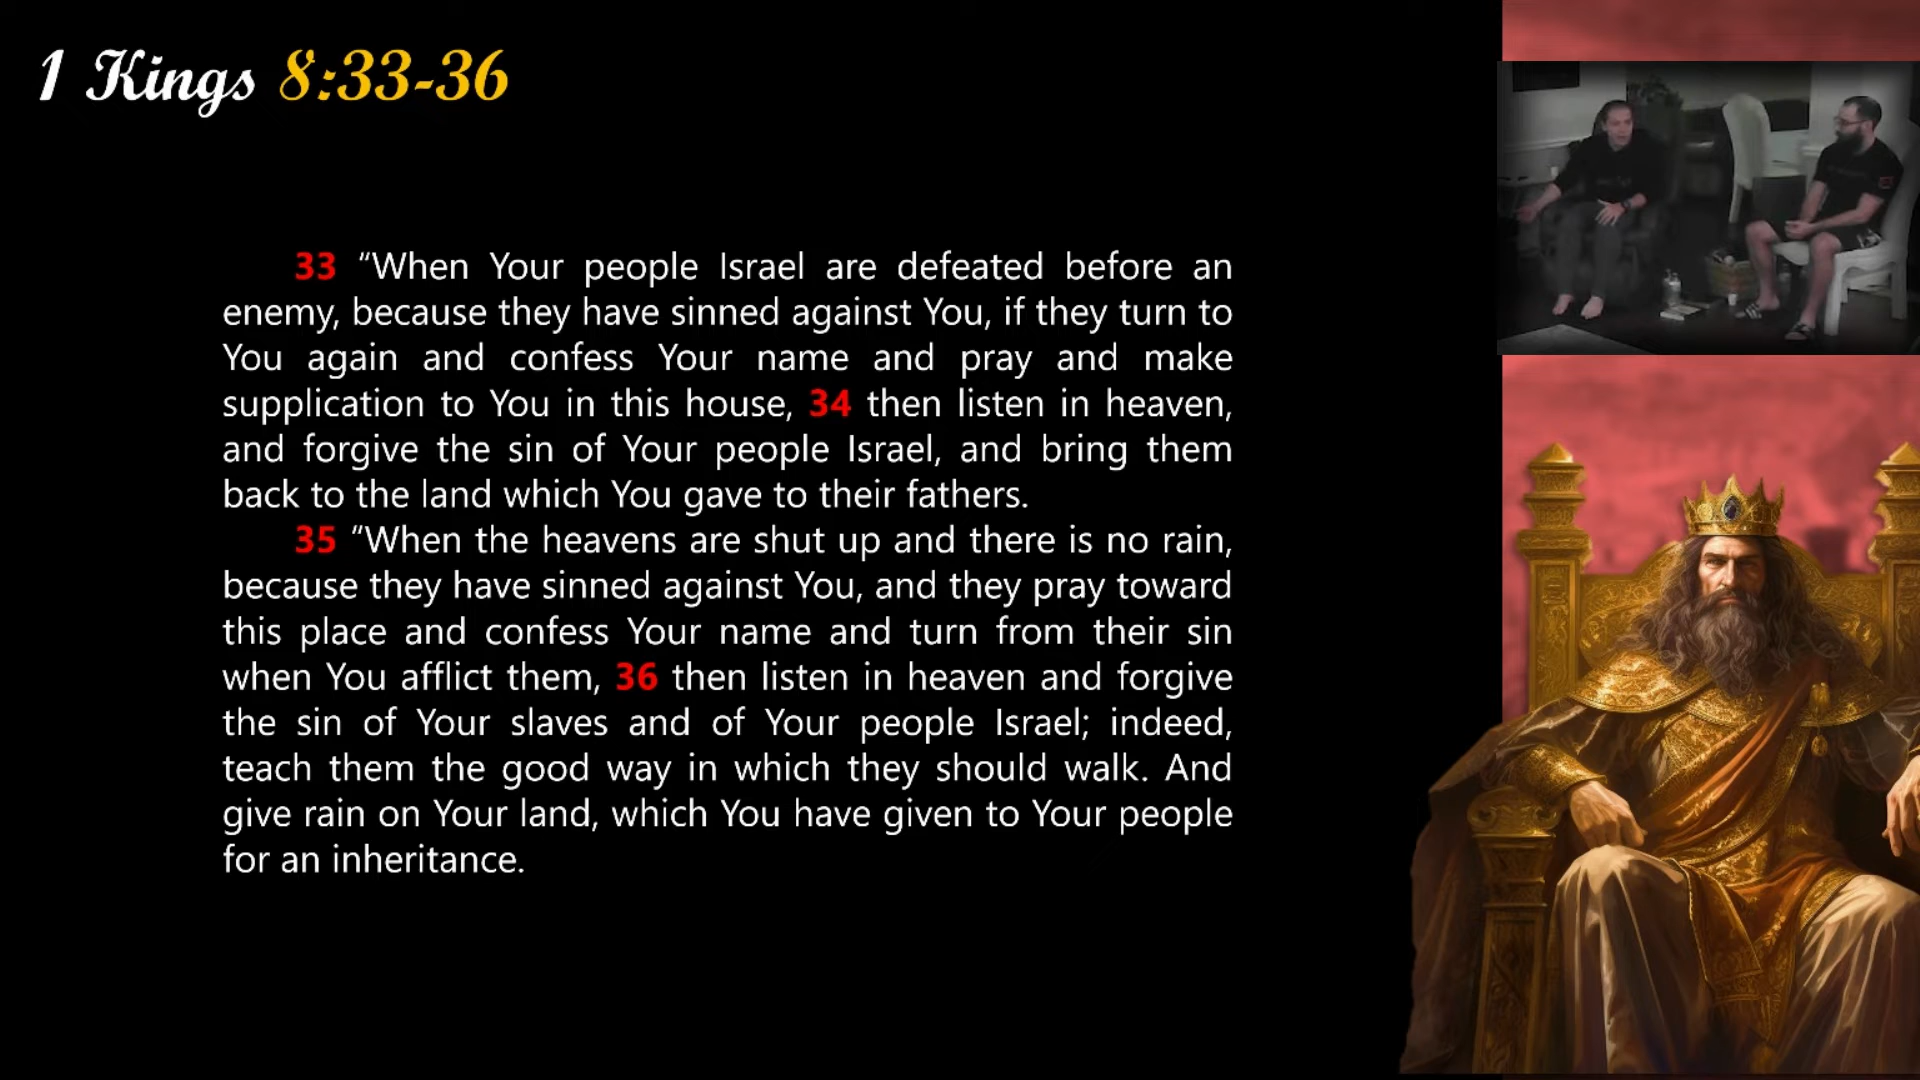 1 Kings 8:33-36
33 “When Your people Israel are defeated before an
enemy, because they have sinned against You, if they turn to
You again and confess Your name and pray and make
supplication to You in this house, 34 then listen in heaven,
and forgive the sin of Your people Israel, and bring them
back to the land which You gave to their fathers.
35 “When the heavens are shut up and there is no rain,
because they have sinned against You, and they pray toward
this place and confess Your name and turn from their sin
when You afflict them, 36 then listen in heaven and forgive
the sin of Your slaves and of Your people Israel; indeed,
teach them the good way in which they should walk. And
give rain on Your land, which You have given to Your people
for an inheritance.